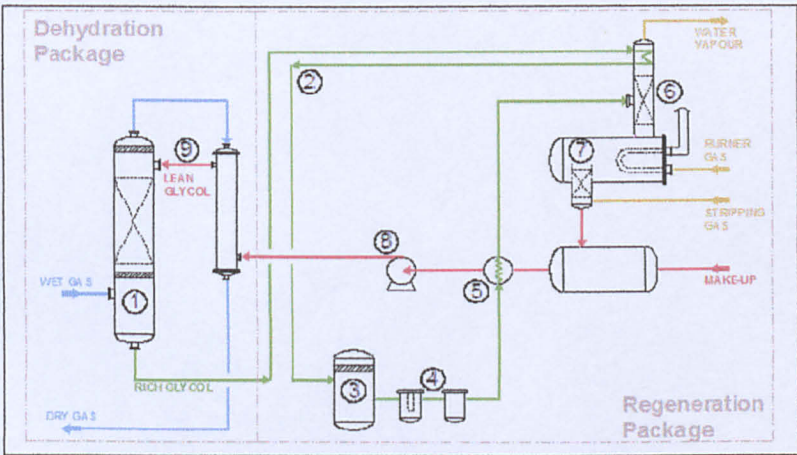 Dehydration
Package
WATER
VAPOUR
2
6
7
BURNER
GAS
9
LEAN
GLYCOL
STRIPPING
GAS
8
WET GAS
1
5
MAKE-UP
RICH GLYCOL
3
4
DRY GAS
Regeneration
Package